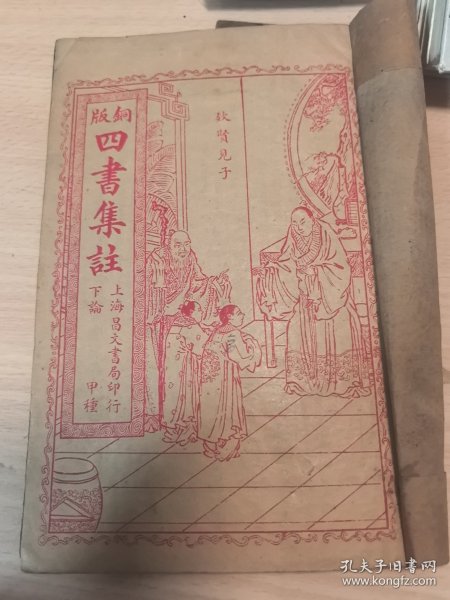 銅版
四書集註
上海昌文書局印行
下論
甲種
欽賢見子
孔夫子旧书网
www.kongfz.com